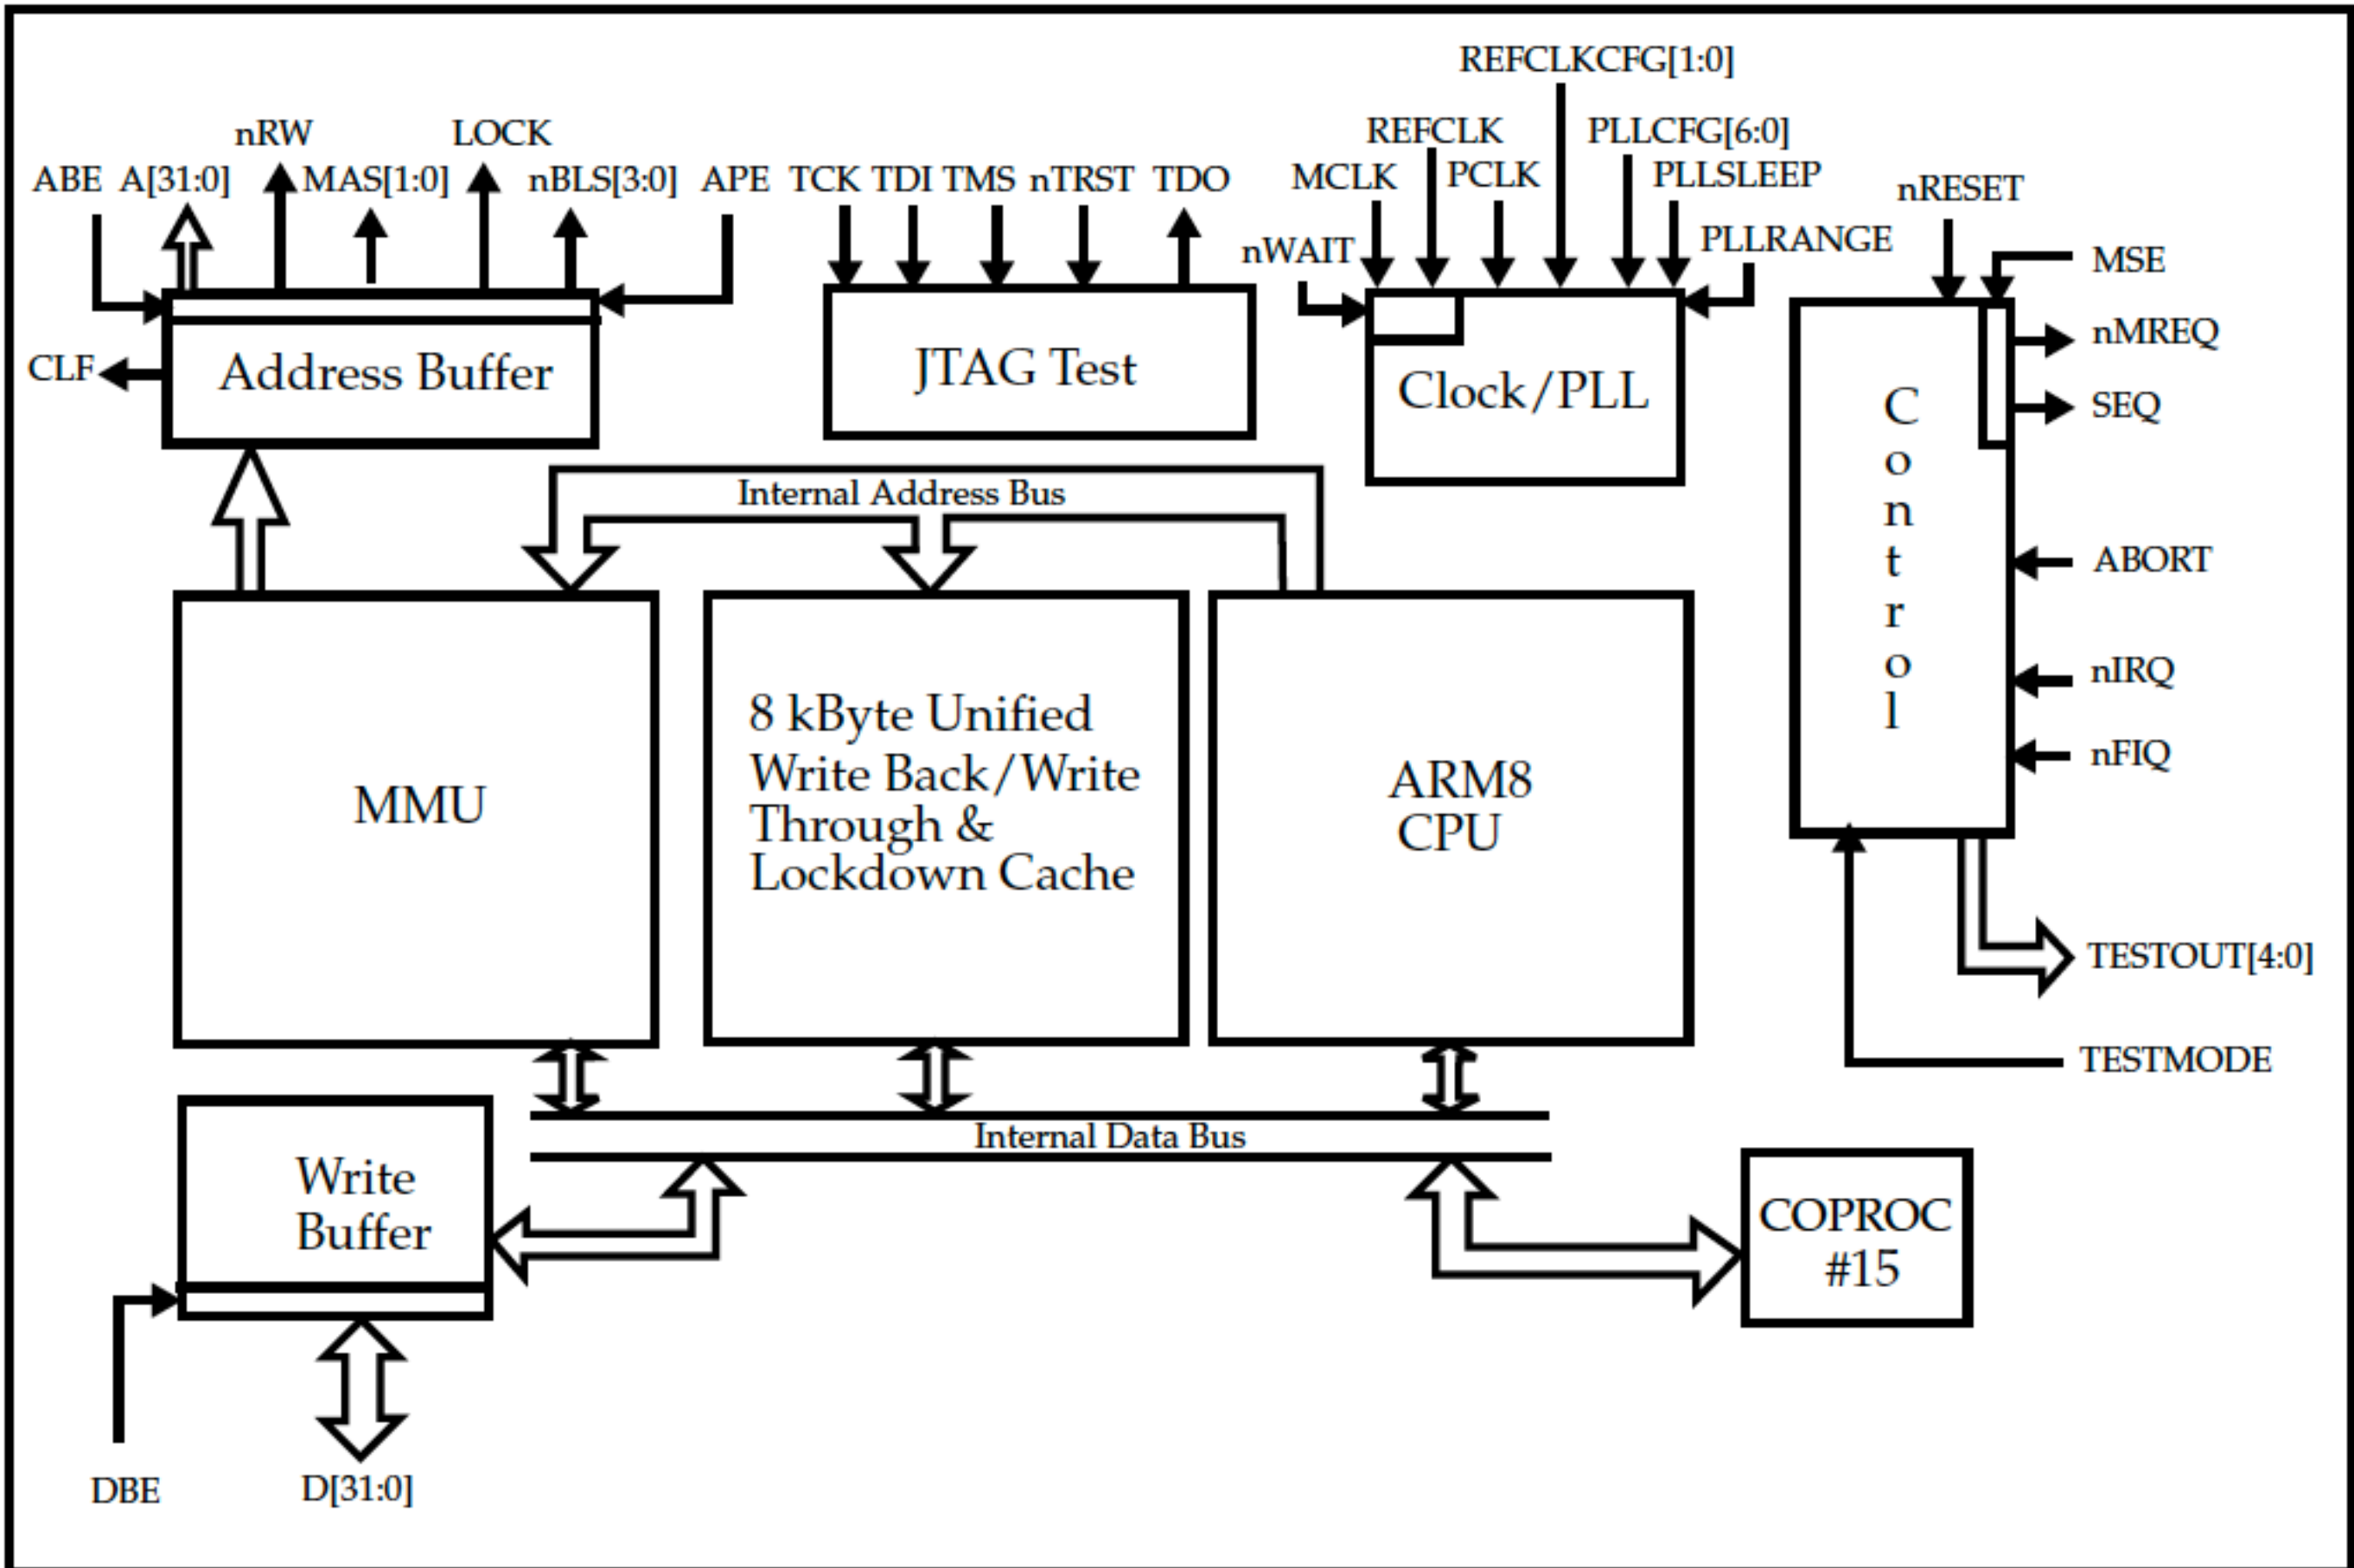 REFCLKCFG[1:0]
nRW
LOCK
REFCLK
PLLCFG[6:0]
ABE
A[31:0]
MAS[1:0]
nBLS[3:0]
APE
TCK
TDI
TMS
nTRST
TDO
MCLK
PCLK
PLLSLEEP
nRESET
nWAIT
PLLRANGE
MSE
nMREQ
CLF
Address Buffer
JTAG Test
Clock/PLL
SEQ
Control
Internal Address Bus
ABORT
nIRQ
nFIQ
MMU
8 kByte Unified
Write Back/Write
Through &
Lockdown Cache
ARM8
CPU
TESTOUT[4:0]
TESTMODE
Internal Data Bus
Write
Buffer
COPROC
#15
DBE
D[31:0]